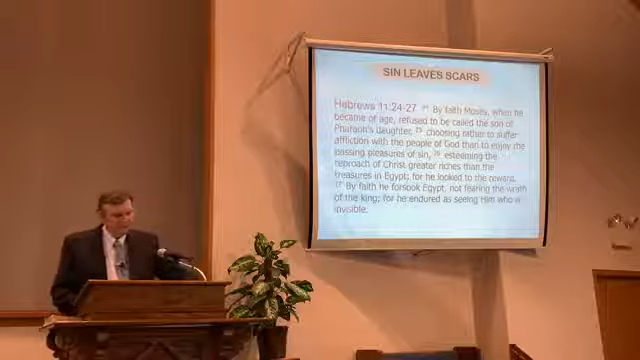 SIN LEAVES SCARS
Hebrews 11:24-27 24 By faith Moses, when he
became of age, refused to be called the son of
Pharaoh's daughter, 25 choosing rather to suffer
affliction with the people of God than to enjoy the
passing pleasures of sin, 26 esteeming the
reproach of Christ greater riches than the
treasures in Egypt; for he looked to the reward.
27 By faith he forsook Egypt, not fearing the wrath
of the king; for he endured as seeing Him who is
invisible.